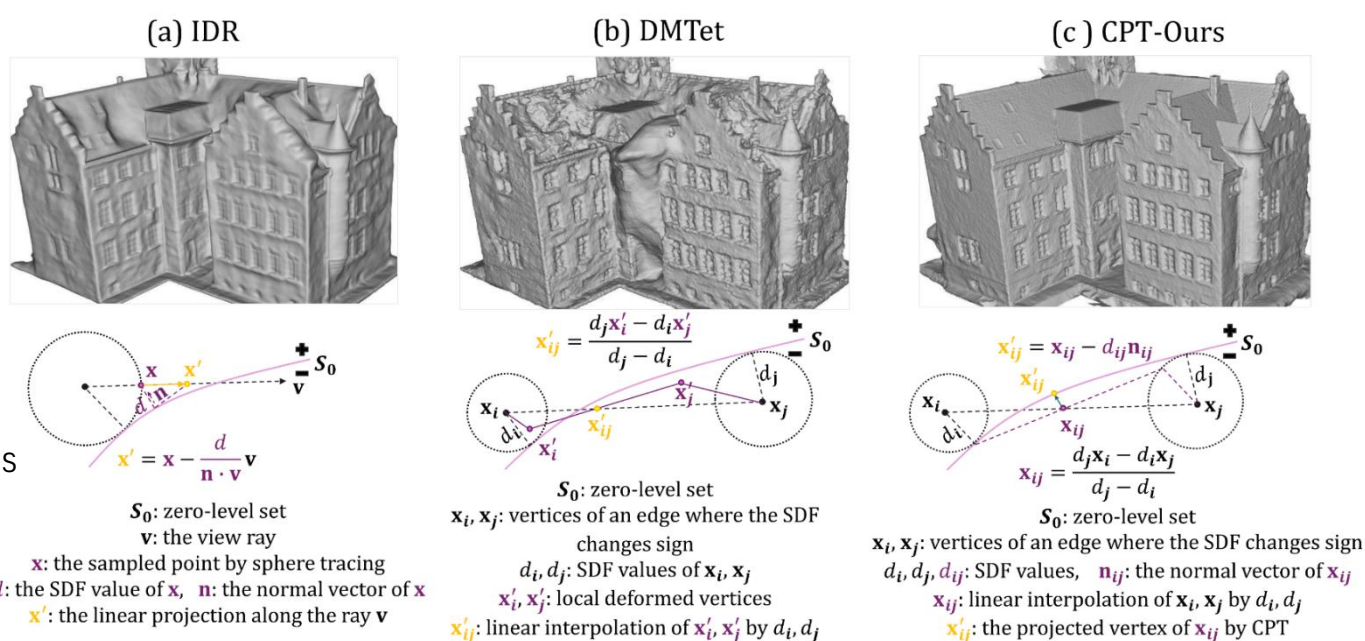 (a) IDR
(b) DMTet
(c ) CPT-Ours
+
−
S₀
x
x′
d
n
v
x′ = x − d / (n · v) v
s
S₀: zero-level set
v: the view ray
x: the sampled point by sphere tracing
d: the SDF value of x, n: the normal vector of x
x′: the linear projection along the ray v
x′ᵢⱼ = (dⱼx′ᵢ − dᵢx′ⱼ) / (dⱼ − dᵢ)
+
−
S₀
xᵢ
dᵢ
x′ᵢ
x′ᵢⱼ
x′ⱼ
dⱼ
xⱼ
S₀: zero-level set
xᵢ, xⱼ: vertices of an edge where the SDF
changes sign
dᵢ, dⱼ: SDF values of xᵢ, xⱼ
x′ᵢ, x′ⱼ: local deformed vertices
x′ᵢⱼ: linear interpolation of x′ᵢ, x′ⱼ by dᵢ, dⱼ
x′ᵢⱼ = xᵢⱼ − dᵢⱼnᵢⱼ
+
−
S₀
xᵢ
dᵢ
x′ᵢⱼ
xᵢⱼ
dⱼ
xⱼ
xᵢⱼ = (dⱼxᵢ − dᵢxⱼ) / (dⱼ − dᵢ)
S₀: zero-level set
xᵢ, xⱼ: vertices of an edge where the SDF changes sign
dᵢ, dⱼ, dᵢⱼ: SDF values, nᵢⱼ: the normal vector of xᵢⱼ
xᵢⱼ: linear interpolation of xᵢ, xⱼ by dᵢ, dⱼ
x′ᵢⱼ: the projected vertex of xᵢⱼ by CPT